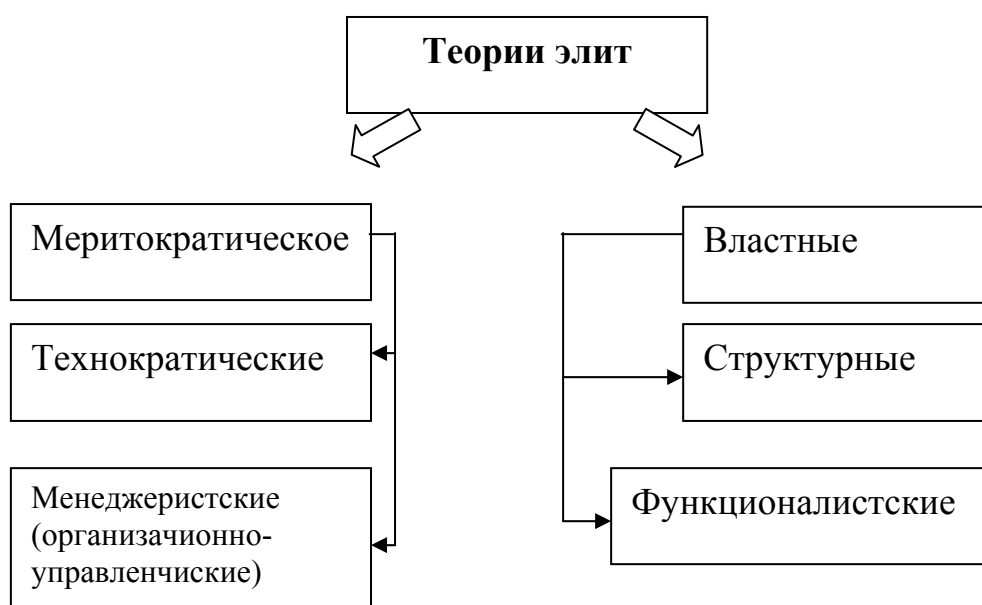 Теории элит
Меритократическое
Технократические
Менеджеристские
(организачионно-
управленчиские)
Властные
Структурные
Функционалистские